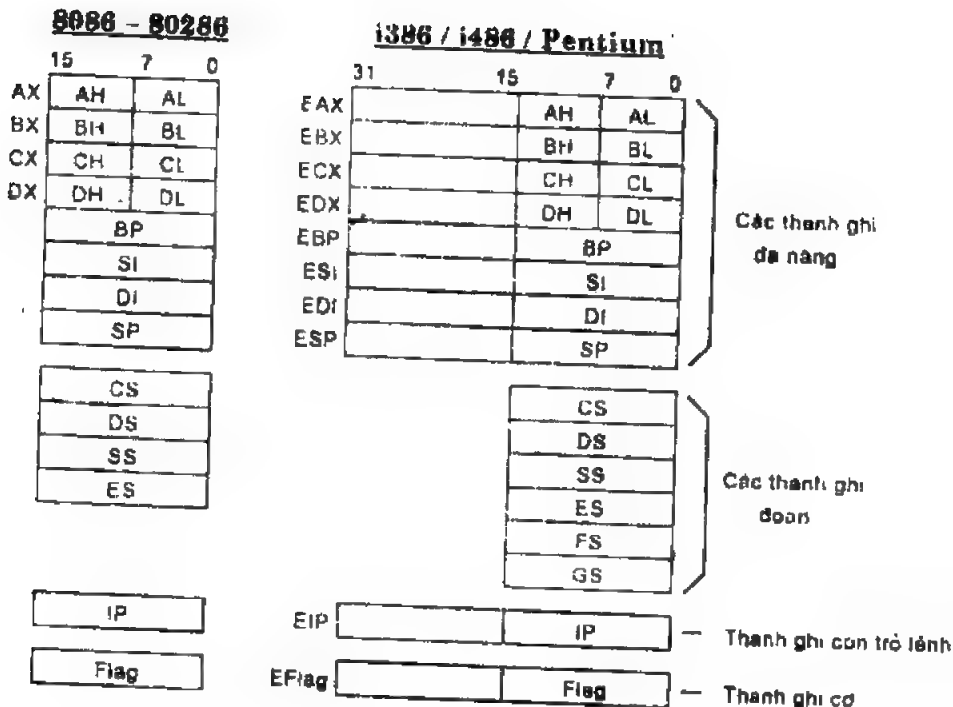 8086 – 80286
i386 / i486 / Pentium
15 7 0
AX AH AL
BX BH BL
CX CH CL
DX DH DL
BP
SI
DI
SP
CS
DS
SS
ES
IP
Flag
31 15 7 0
EAX AH AL
EBX BH BL
ECX CH CL
EDX DH DL
EBP BP
ESI SI
EDI DI
ESP SP
Các thanh ghi
đa năng
CS
DS
SS
ES
FS
GS
Các thanh ghi
đoạn
EIP IP – Thanh ghi con trỏ lệnh
EFlag Flag – Thanh ghi cờ